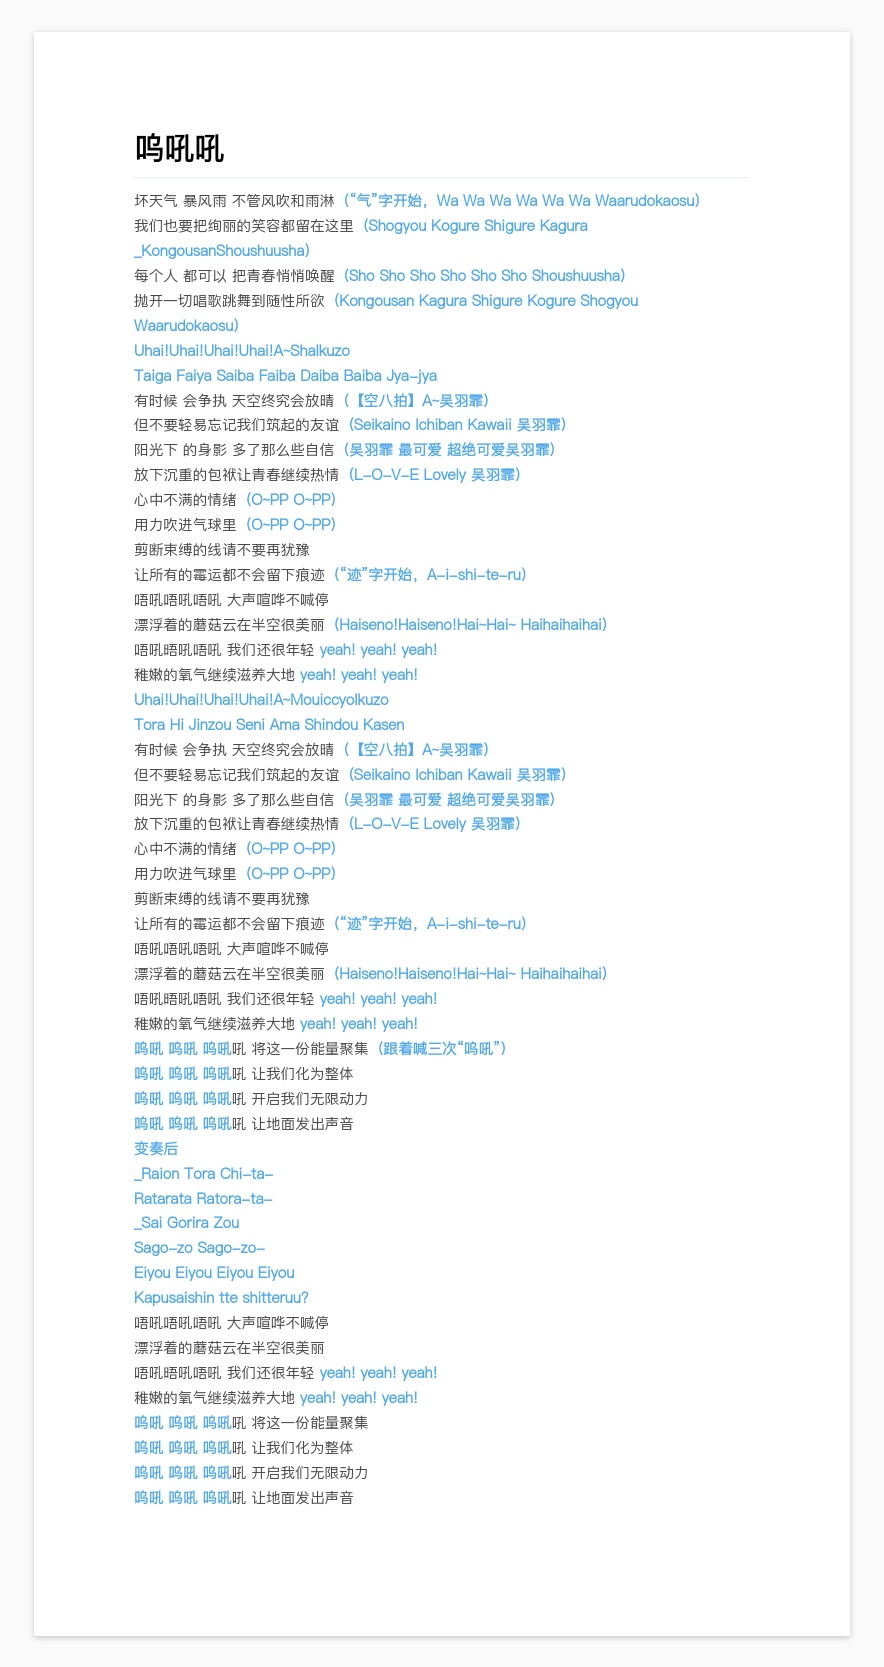 呜吼吼
坏天气 暴风雨 不管风吹和雨淋（“气”字开始，Wa Wa Wa Wa Wa Wa Waarudokaosu）
我们也要把绚丽的笑容都留在这里（Shogyou Kogure Shigure Kagura
_KongousanShoushuusha）
每个人 都可以 把青春悄悄唤醒（Sho Sho Sho Sho Sho Sho Shoushuusha）
抛开一切唱歌跳舞到随性所欲（Kongousan Kagura Shigure Kogure Shogyou
Waarudokaosu）
Uhai!Uhai!Uhai!Uhai!A~Shalkuzo
Taiga Faiya Saiba Faiba Daiba Baiba Jya-jya
有时候 会争执 天空终究会放晴（【空八拍】A~吴羽霏）
但不要轻易忘记我们筑起的友谊（Seikaino Ichiban Kawaii 吴羽霏）
阳光下 的身影 多了那么些自信（吴羽霏 最可爱 超绝可爱吴羽霏）
放下沉重的包袱让青春继续热情（L-O-V-E Lovely 吴羽霏）
心中不满的情绪（O~PP O~PP）
用力吹进气球里（O~PP O~PP）
剪断束缚的线请不要再犹豫
让所有的霉运都不会留下痕迹（“迹”字开始，A-i-shi-te-ru）
唔吼唔吼唔吼 大声喧哗不喊停
漂浮着的蘑菇云在半空很美丽（Haiseno!Haiseno!Hai~Hai~ Haihaihaihai）
唔吼唔吼唔吼 我们还很年轻 yeah! yeah! yeah!
稚嫩的氧气继续滋养大地 yeah! yeah! yeah!
Uhai!Uhai!Uhai!Uhai!A~Mouiccyolkuzo
Tora Hi Jinzou Seni Ama Shindou Kasen
有时候 会争执 天空终究会放晴（【空八拍】A~吴羽霏）
但不要轻易忘记我们筑起的友谊（Seikaino Ichiban Kawaii 吴羽霏）
阳光下 的身影 多了那么些自信（吴羽霏 最可爱 超绝可爱吴羽霏）
放下沉重的包袱让青春继续热情（L-O-V-E Lovely 吴羽霏）
心中不满的情绪（O~PP O~PP）
用力吹进气球里（O~PP O~PP）
剪断束缚的线请不要再犹豫
让所有的霉运都不会留下痕迹（“迹”字开始，A-i-shi-te-ru）
唔吼唔吼唔吼 大声喧哗不喊停
漂浮着的蘑菇云在半空很美丽（Haiseno!Haiseno!Hai~Hai~ Haihaihaihai）
唔吼唔吼唔吼 我们还很年轻 yeah! yeah! yeah!
稚嫩的氧气继续滋养大地 yeah! yeah! yeah!
呜吼 呜吼 呜吼吼 将这一份能量聚集（跟着喊三次“呜吼”）
呜吼 呜吼 呜吼吼 让我们化为整体
呜吼 呜吼 呜吼吼 开启我们无限动力
呜吼 呜吼 呜吼吼 让地面发出声音
变奏后
_Raion Tora Chi-ta-
Ratarata Ratora-ta-
_Sai Gorira Zou
Sago-zo Sago-zo-
Eiyou Eiyou Eiyou Eiyou
Kapusaishin tte shitteruu?
唔吼唔吼唔吼 大声喧哗不喊停
漂浮着的蘑菇云在半空很美丽
唔吼唔吼唔吼 我们还很年轻 yeah! yeah! yeah!
稚嫩的氧气继续滋养大地 yeah! yeah! yeah!
呜吼 呜吼 呜吼吼 将这一份能量聚集
呜吼 呜吼 呜吼吼 让我们化为整体
呜吼 呜吼 呜吼吼 开启我们无限动力
呜吼 呜吼 呜吼吼 让地面发出声音